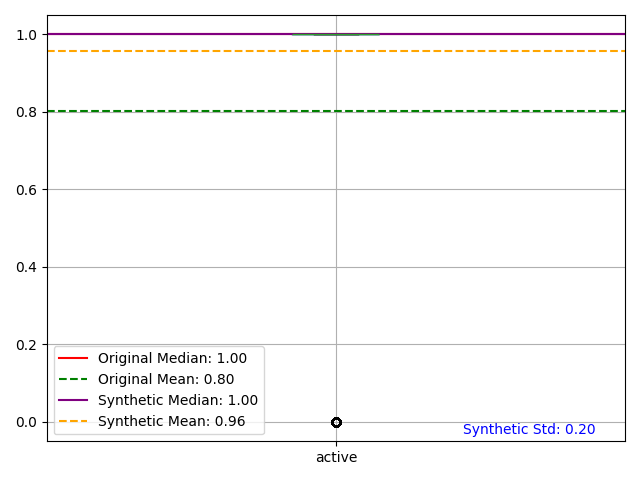 1.0
0.8
0.6
0.4
0.2
0.0
Original Median: 1.00
Original Mean: 0.80
Synthetic Median: 1.00
Synthetic Mean: 0.96
Synthetic Std: 0.20
active